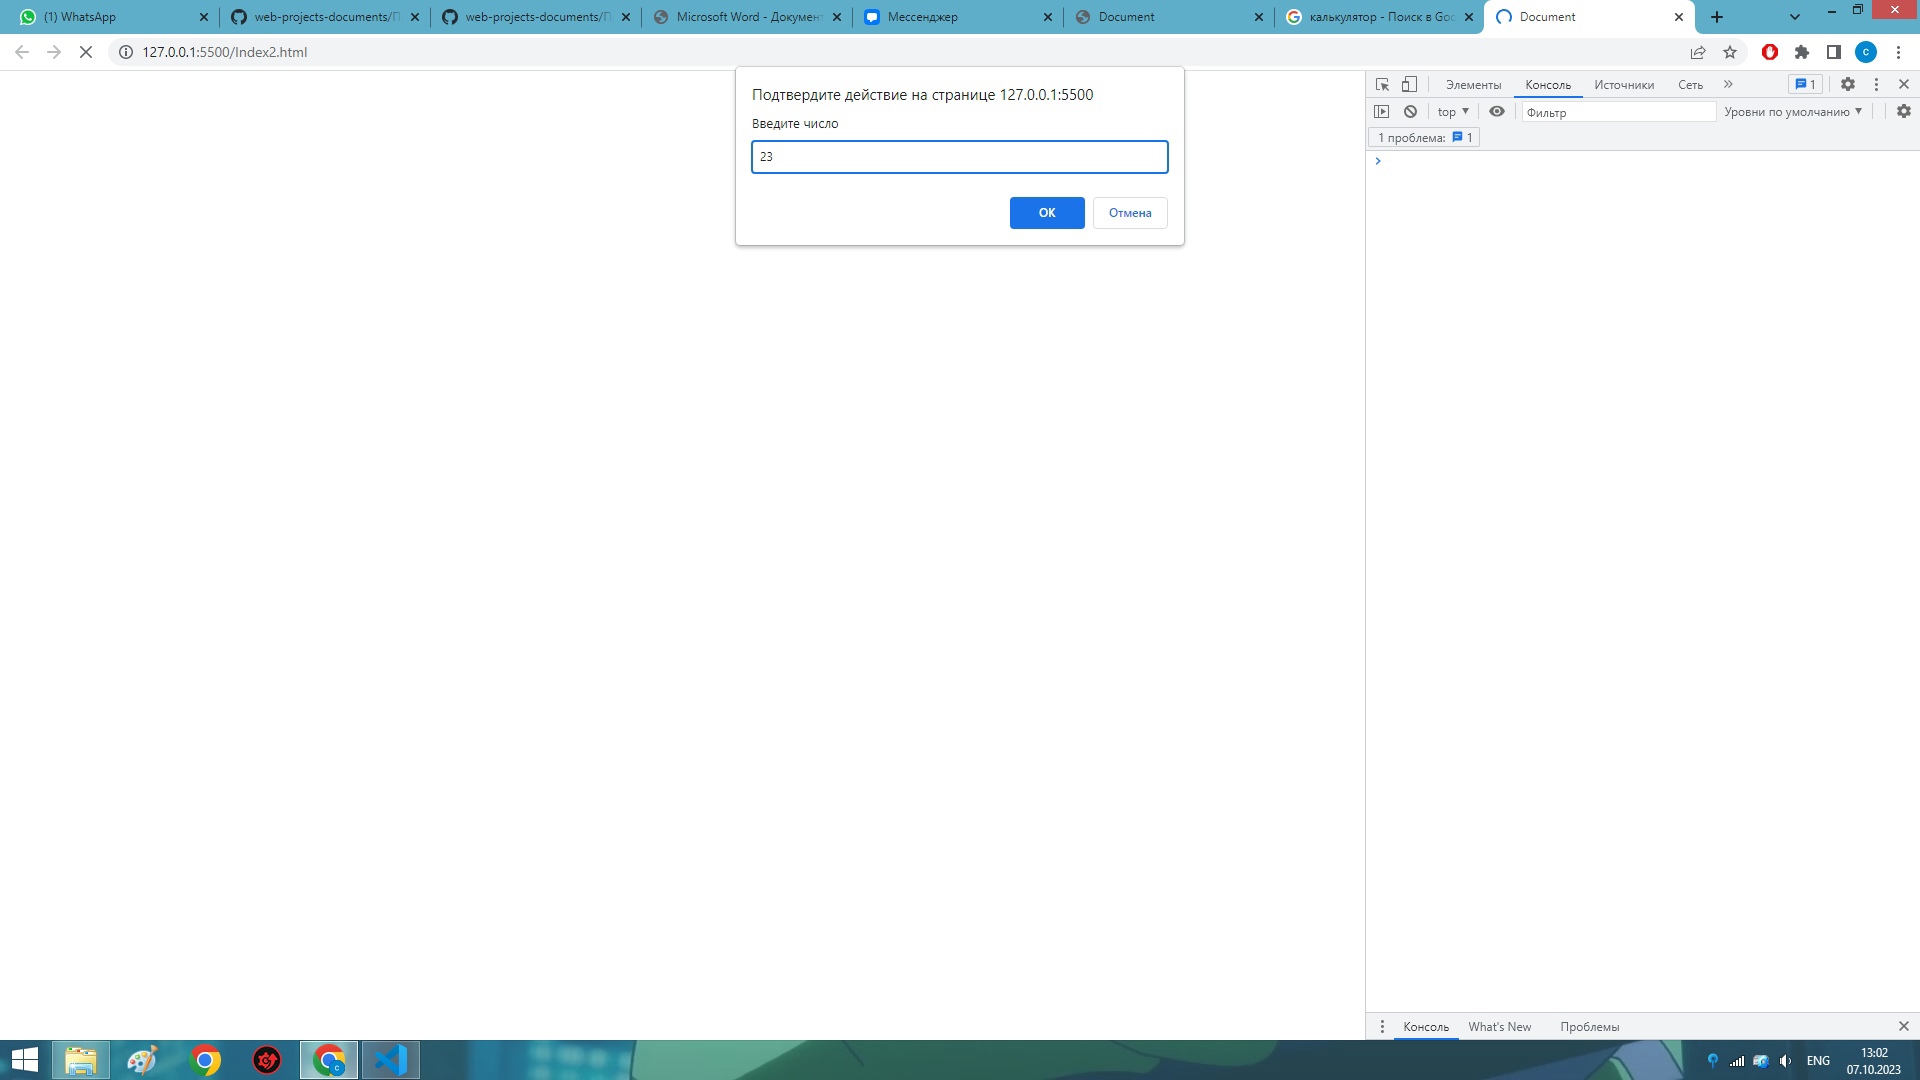 (1) WhatsApp
web-projects-documents/П
web-projects-documents/П
Microsoft Word - Документ
Мессенджер
Document
калькулятор - Поиск в Goo
Document
127.0.0.1:5500/Index2.html
Подтвердите действие на странице 127.0.0.1:5500
Введите число
23
ОК
Отмена
Элементы
Консоль
Источники
Сеть
1
top
Фильтр
Уровни по умолчанию
1 проблема: 1
Консоль
What's New
Проблемы
ENG
13:02
07.10.2023